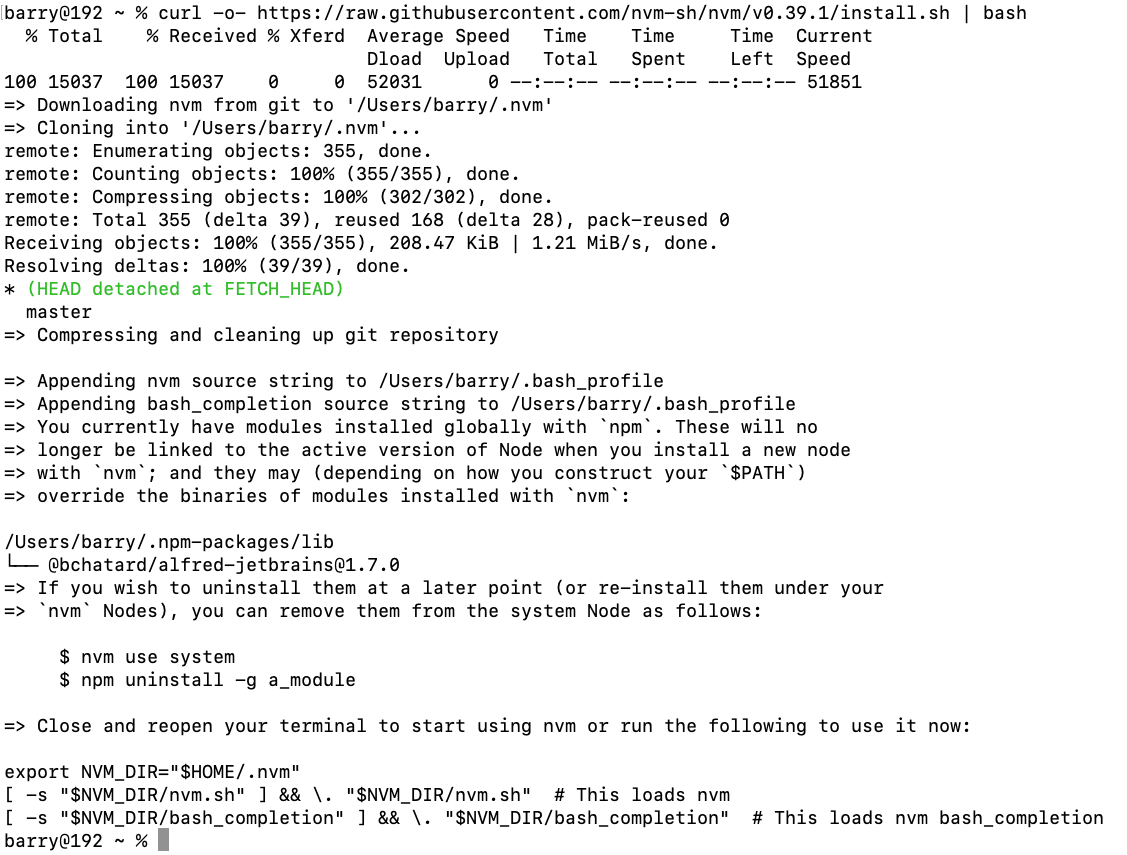 barry@192 ~ % curl -o- https://raw.githubusercontent.com/nvm-sh/nvm/v0.39.1/install.sh | bash
  % Total    % Received % Xferd  Average Speed   Time    Time     Time  Current
                                 Dload  Upload   Total   Spent    Left  Speed
100 15037  100 15037    0     0  52031      0 --:--:-- --:--:-- --:--:-- 51851
=> Downloading nvm from git to '/Users/barry/.nvm'
=> Cloning into '/Users/barry/.nvm'...
remote: Enumerating objects: 355, done.
remote: Counting objects: 100% (355/355), done.
remote: Compressing objects: 100% (302/302), done.
remote: Total 355 (delta 39), reused 168 (delta 28), pack-reused 0
Receiving objects: 100% (355/355), 208.47 KiB | 1.21 MiB/s, done.
Resolving deltas: 100% (39/39), done.
* (HEAD detached at FETCH_HEAD)
  master
=> Compressing and cleaning up git repository

=> Appending nvm source string to /Users/barry/.bash_profile
=> Appending bash_completion source string to /Users/barry/.bash_profile
=> You currently have modules installed globally with `npm`. These will no
=> longer be linked to the active version of Node when you install a new node
=> with `nvm`; and they may (depending on how you construct your `$PATH`)
=> override the binaries of modules installed with `nvm`:

/Users/barry/.npm-packages/lib
└── @bchatard/alfred-jetbrains@1.7.0
=> If you wish to uninstall them at a later point (or re-install them under your
=> `nvm` Nodes), you can remove them from the system Node as follows:

     $ nvm use system
     $ npm uninstall -g a_module

=> Close and reopen your terminal to start using nvm or run the following to use it now:

export NVM_DIR="$HOME/.nvm"
[ -s "$NVM_DIR/nvm.sh" ] && \. "$NVM_DIR/nvm.sh"  # This loads nvm
[ -s "$NVM_DIR/bash_completion" ] && \. "$NVM_DIR/bash_completion"  # This loads nvm bash_completion
barry@192 ~ %